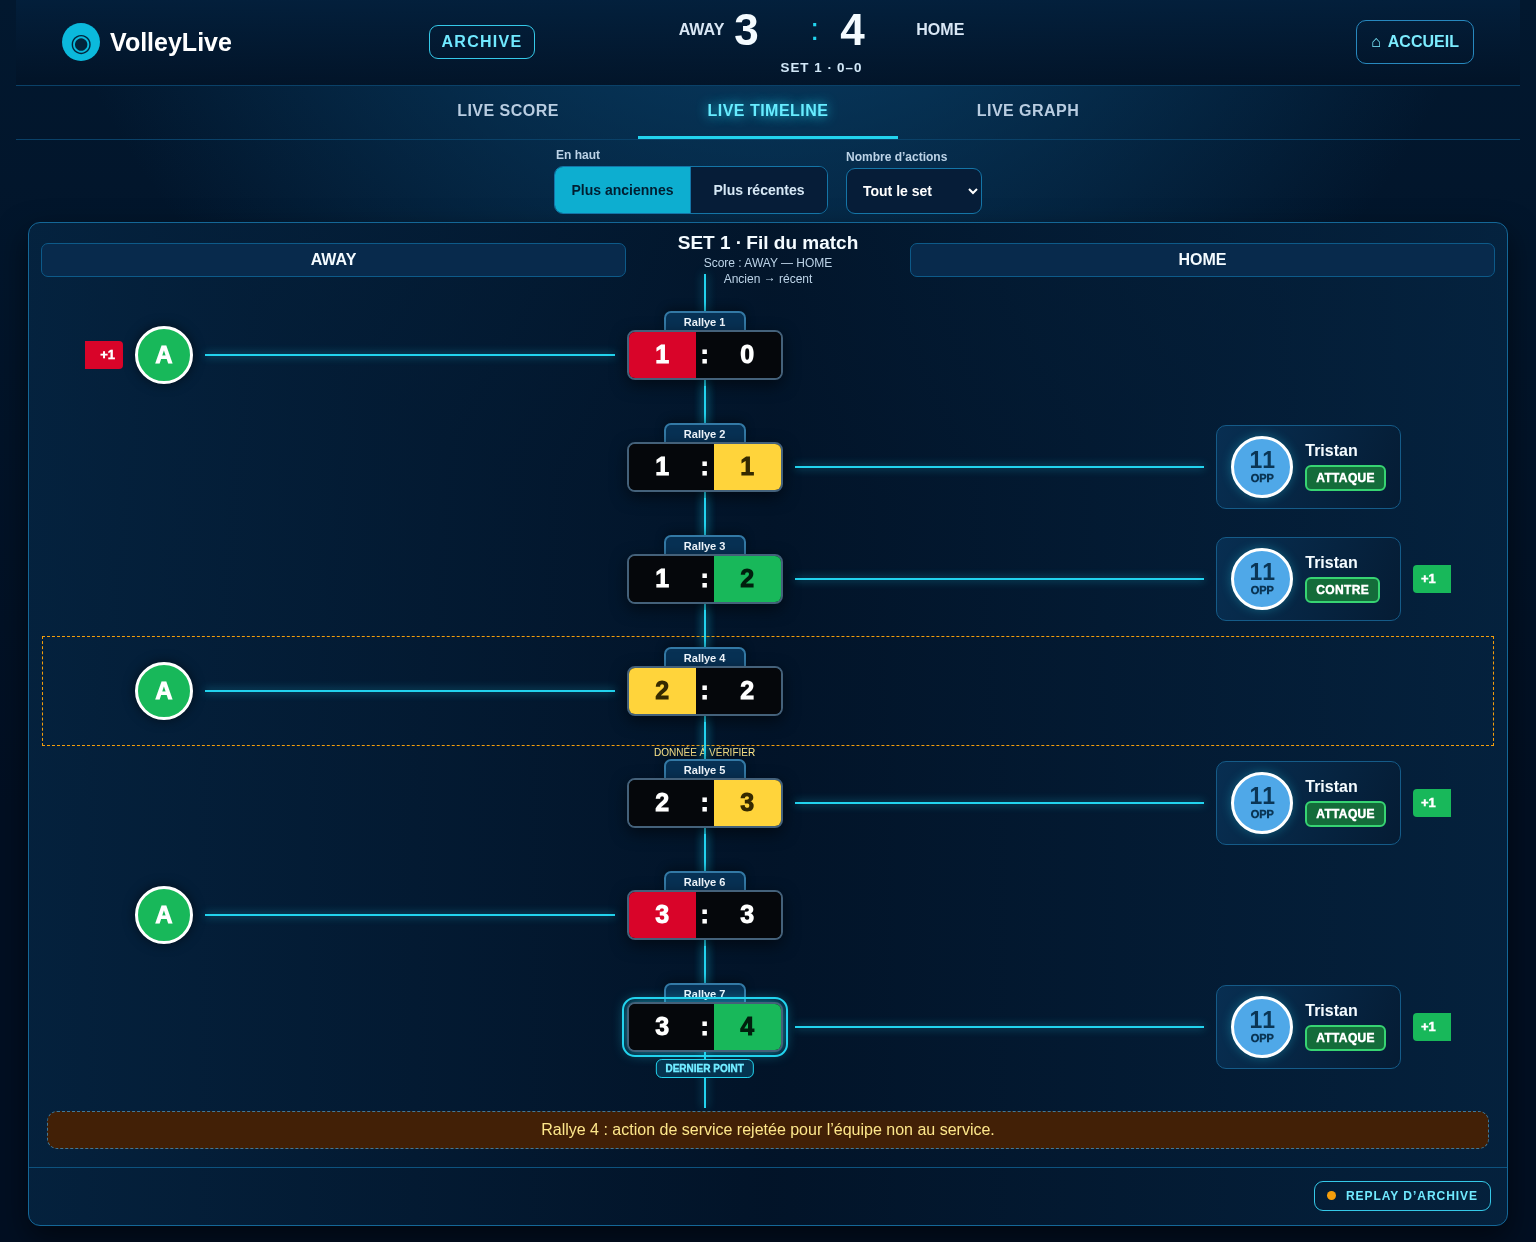 VolleyLive
ARCHIVE
AWAY 3 : 4 HOME
SET 1 · 0–0
⌂ ACCUEIL
LIVE SCORE
LIVE TIMELINE
LIVE GRAPH
En haut
Plus anciennes
Plus récentes
Nombre d’actions
Tout le set
AWAY
SET 1 · Fil du match
Score : AWAY — HOME
Ancien → récent
HOME
Rallye 1
+1 A 1 : 0
Rallye 2
1 : 1
11
OPP
Tristan
ATTAQUE
Rallye 3
1 : 2
11
OPP
Tristan
CONTRE
+1
Rallye 4
A 2 : 2
DONNÉE À VÉRIFIER
Rallye 5
2 : 3
11
OPP
Tristan
ATTAQUE
+1
Rallye 6
A 3 : 3
Rallye 7
3 : 4
11
OPP
Tristan
ATTAQUE
+1
DERNIER POINT
Rallye 4 : action de service rejetée pour l’équipe non au service.
REPLAY D’ARCHIVE